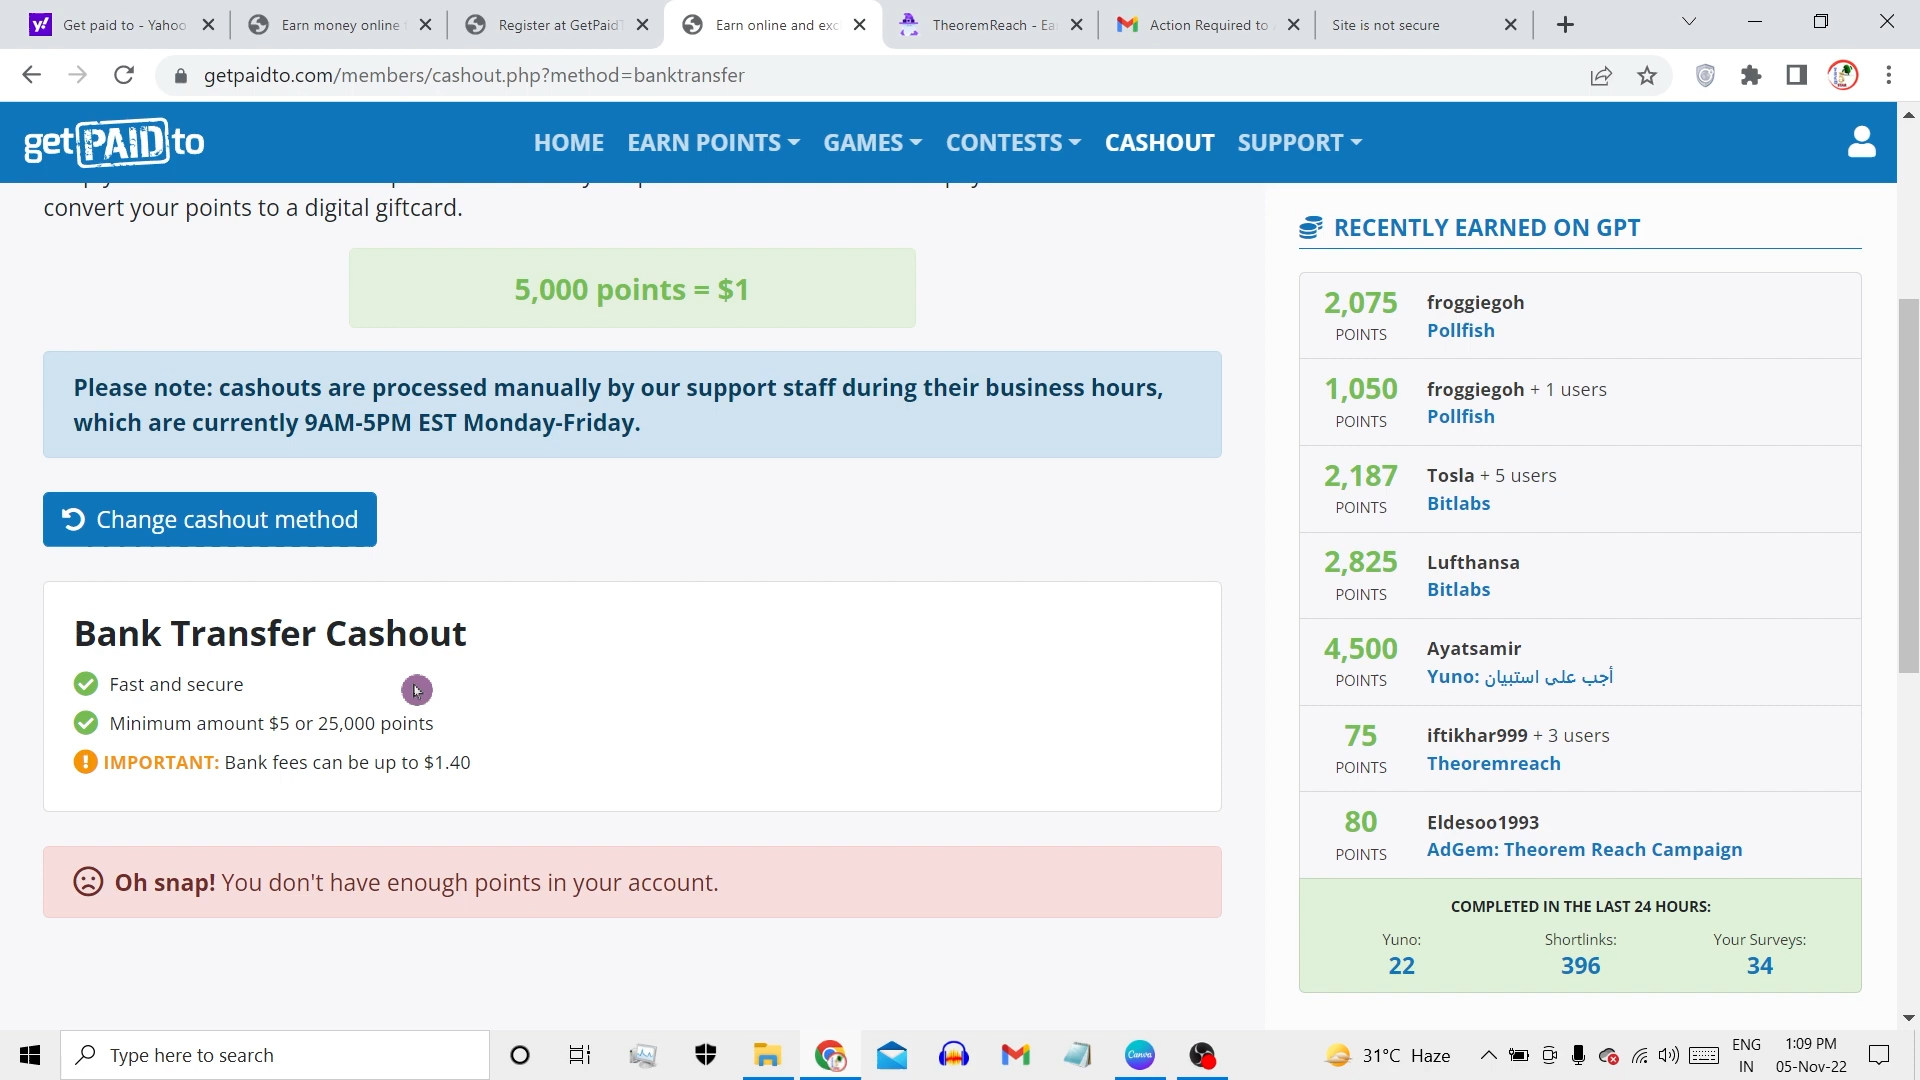 Get paid to - Yahoo
Earn money online
Register at GetPaid
Earn online and exc
TheoremReach - Ea
Action Required to
Site is not secure
getpaidto.com/members/cashout.php?method=banktransfer
getPAIDto
HOME
EARN POINTS
GAMES
CONTESTS
CASHOUT
SUPPORT
convert your points to a digital giftcard.
5,000 points = $1
Please note: cashouts are processed manually by our support staff during their business hours,
which are currently 9AM-5PM EST Monday-Friday.
Change cashout method
Bank Transfer Cashout
Fast and secure
Minimum amount $5 or 25,000 points
IMPORTANT: Bank fees can be up to $1.40
Oh snap! You don't have enough points in your account.
RECENTLY EARNED ON GPT
2,075 froggiegoh
POINTS Pollfish
1,050 froggiegoh + 1 users
POINTS Pollfish
2,187 Tosla + 5 users
POINTS Bitlabs
2,825 Lufthansa
POINTS Bitlabs
4,500 Ayatsamir
POINTS Yuno: أجب على استبيان
75 iftikhar999 + 3 users
POINTS Theoremreach
80 Eldesoo1993
POINTS AdGem: Theorem Reach Campaign
COMPLETED IN THE LAST 24 HOURS:
Yuno: Shortlinks: Your Surveys:
22 396 34
Type here to search
Canva
31°C Haze
ENG
IN
1:09 PM
05-Nov-22